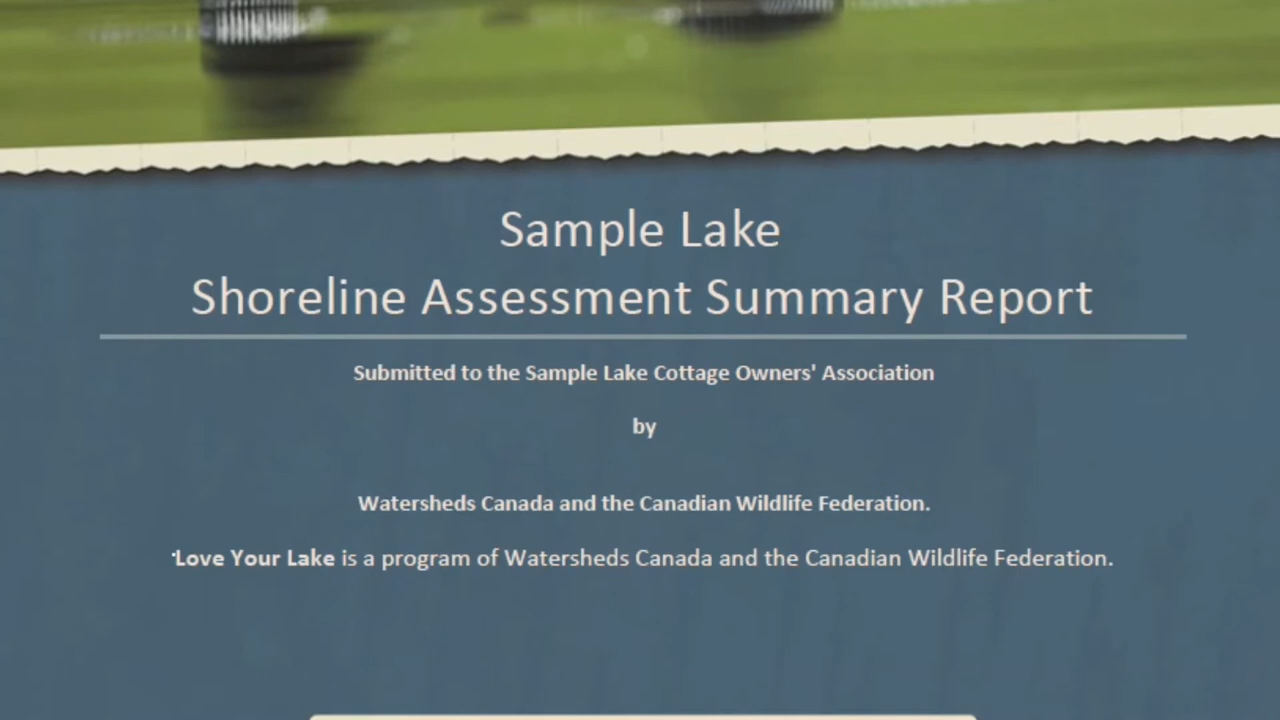 Sample Lake
Shoreline Assessment Summary Report
Submitted to the Sample Lake Cottage Owners' Association
by
Watersheds Canada and the Canadian Wildlife Federation.
'Love Your Lake is a program of Watersheds Canada and the Canadian Wildlife Federation.